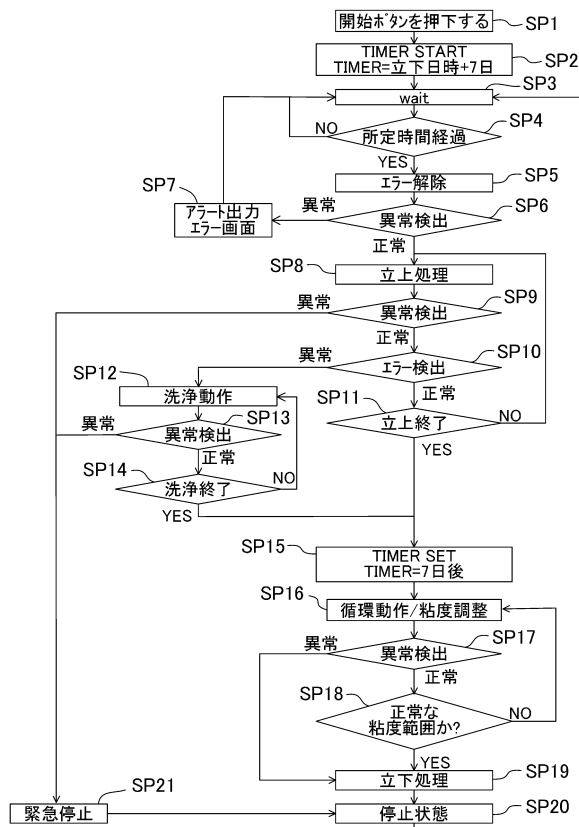 開始ボタンを押下する
SP1
TIMER START
TIMER=立下日時+7日
SP2
SP3
wait
SP4
NO
所定時間経過
YES
SP5
エラー解除
SP7
異常
SP6
アラート出力
エラー画面
異常検出
正常
SP8
立上処理
異常
SP9
異常検出
正常
異常
SP10
エラー検出
SP12
洗浄動作
正常
SP11
立上終了
NO
YES
SP13
異常
異常検出
正常
SP14
洗浄終了
NO
YES
SP15
TIMER SET
TIMER=7日後
SP16
循環動作/粘度調整
SP17
異常
異常検出
正常
SP18
正常な
粘度範囲か?
NO
YES
SP19
立下処理
SP21
緊急停止
SP20
停止状態